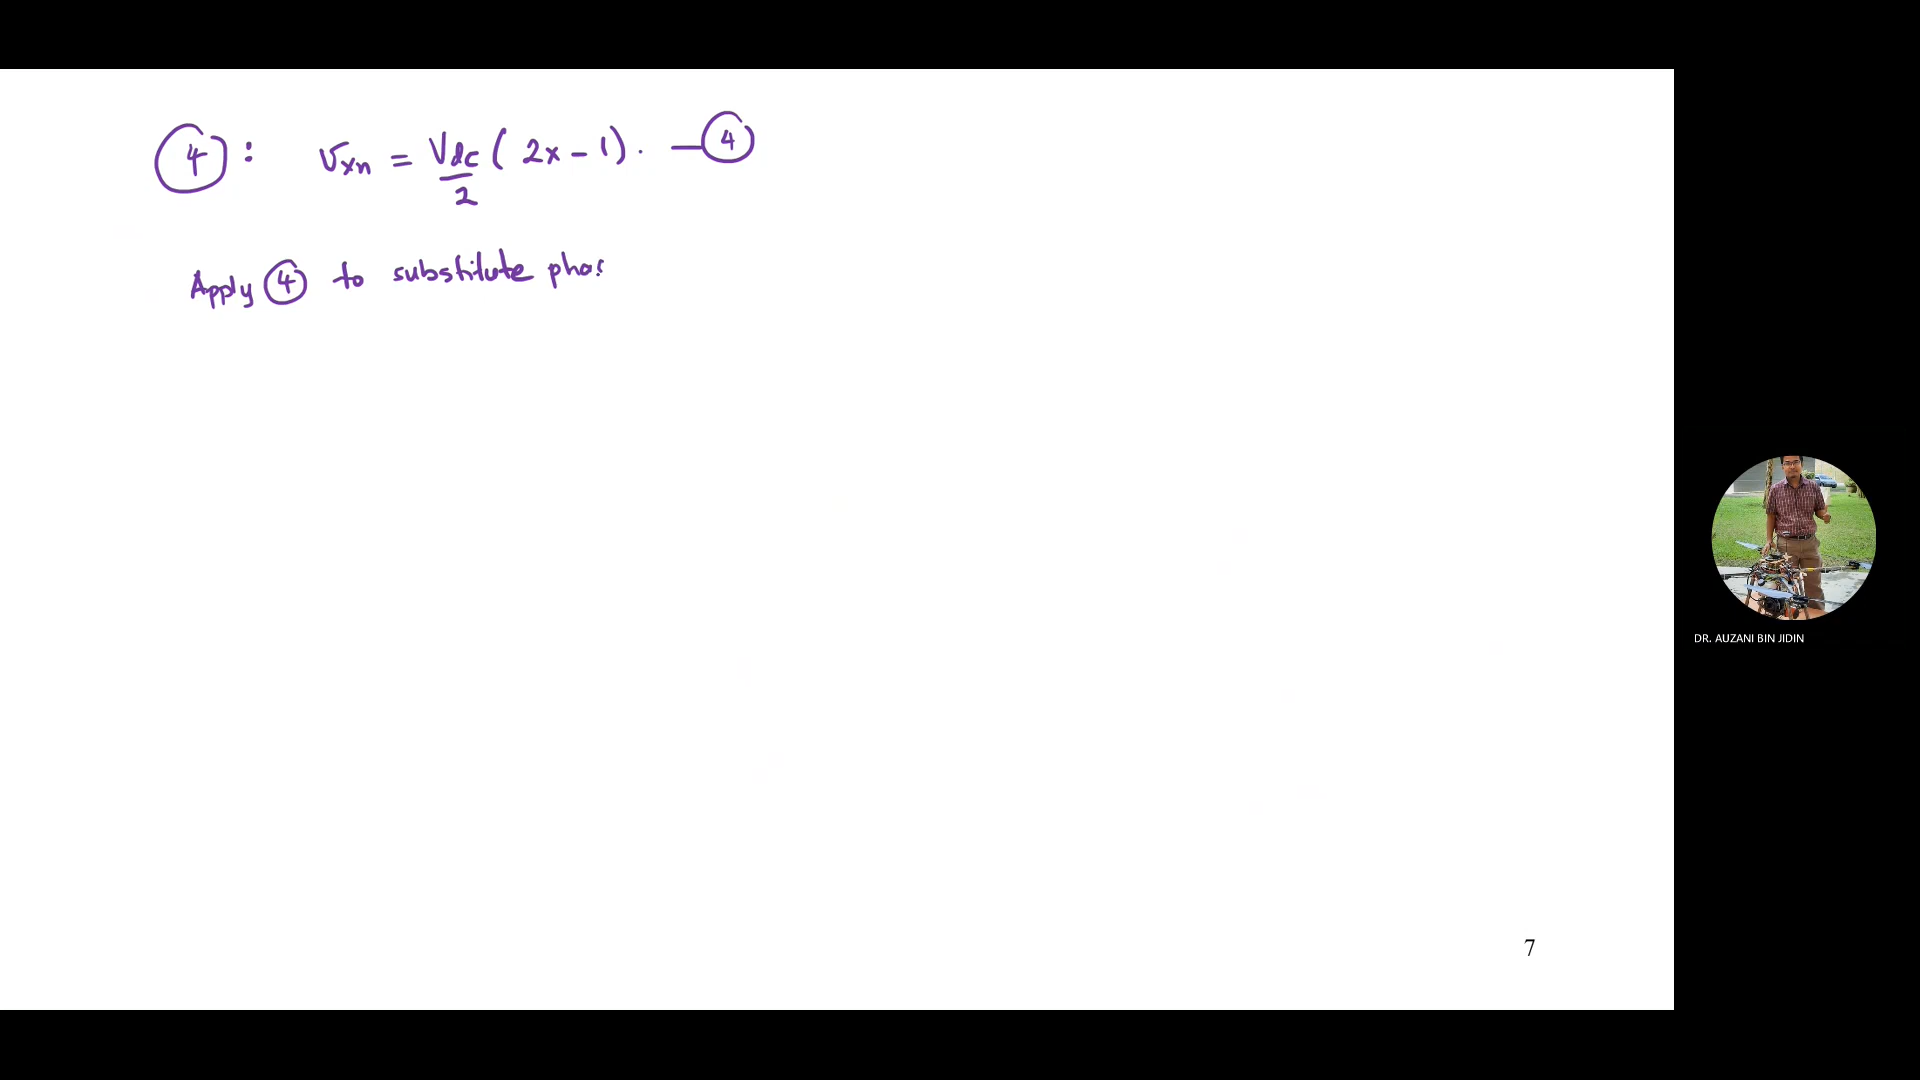 ④ : Vxn = Vdc/2 ( 2x - 1 ) . — ④
Apply ④ to substitute phas
7
DR. AUZANI BIN JIDIN